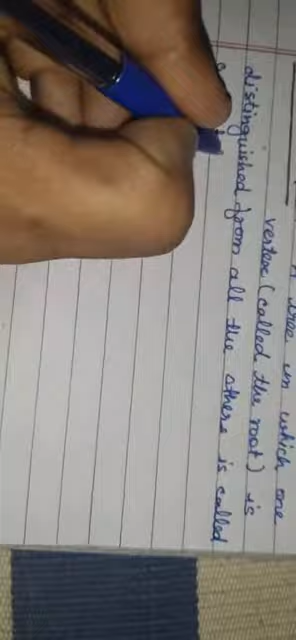 A tree in which one
vertex (called the root) is
distinguished from all the others is called